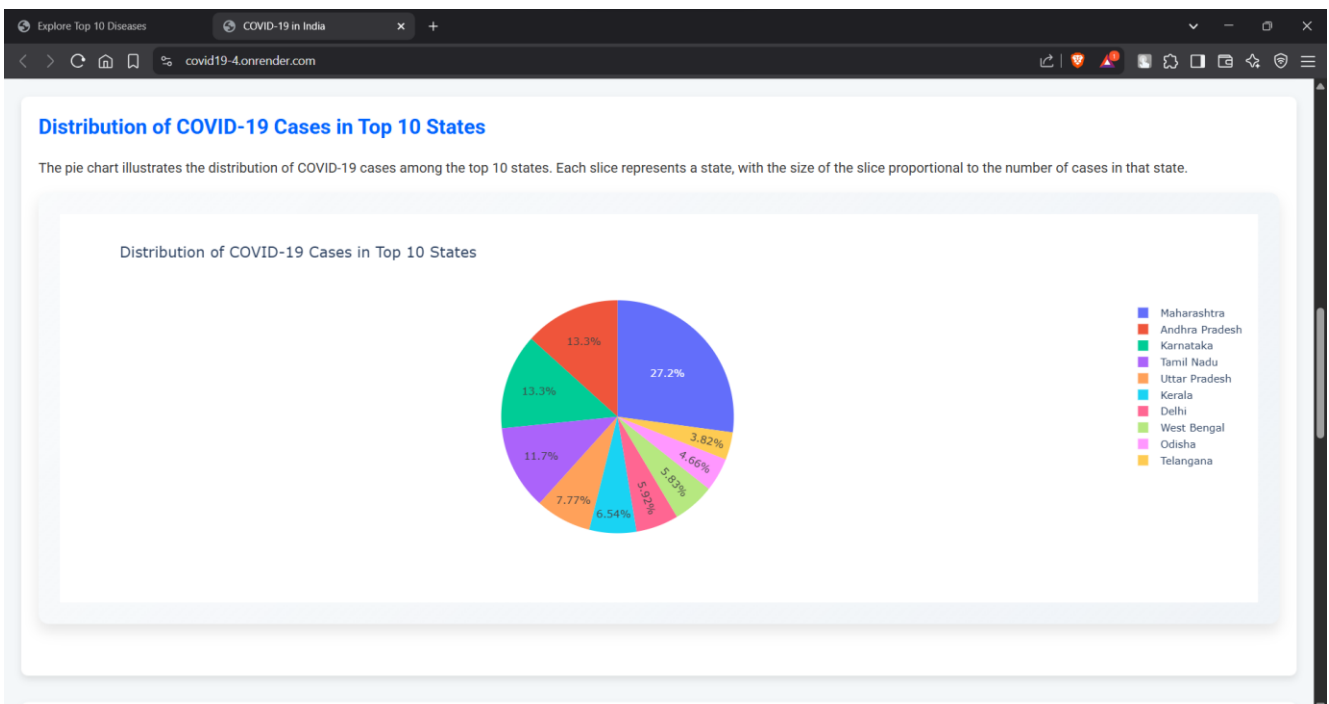 Explore Top 10 Diseases
COVID-19 in India
covid19-4.onrender.com
Distribution of COVID-19 Cases in Top 10 States
The pie chart illustrates the distribution of COVID-19 cases among the top 10 states. Each slice represents a state, with the size of the slice proportional to the number of cases in that state.
Distribution of COVID-19 Cases in Top 10 States
27.2%
13.3%
13.3%
11.7%
7.77%
6.54%
5.92%
5.83%
4.66%
3.82%
Maharashtra
Andhra Pradesh
Karnataka
Tamil Nadu
Uttar Pradesh
Kerala
Delhi
West Bengal
Odisha
Telangana